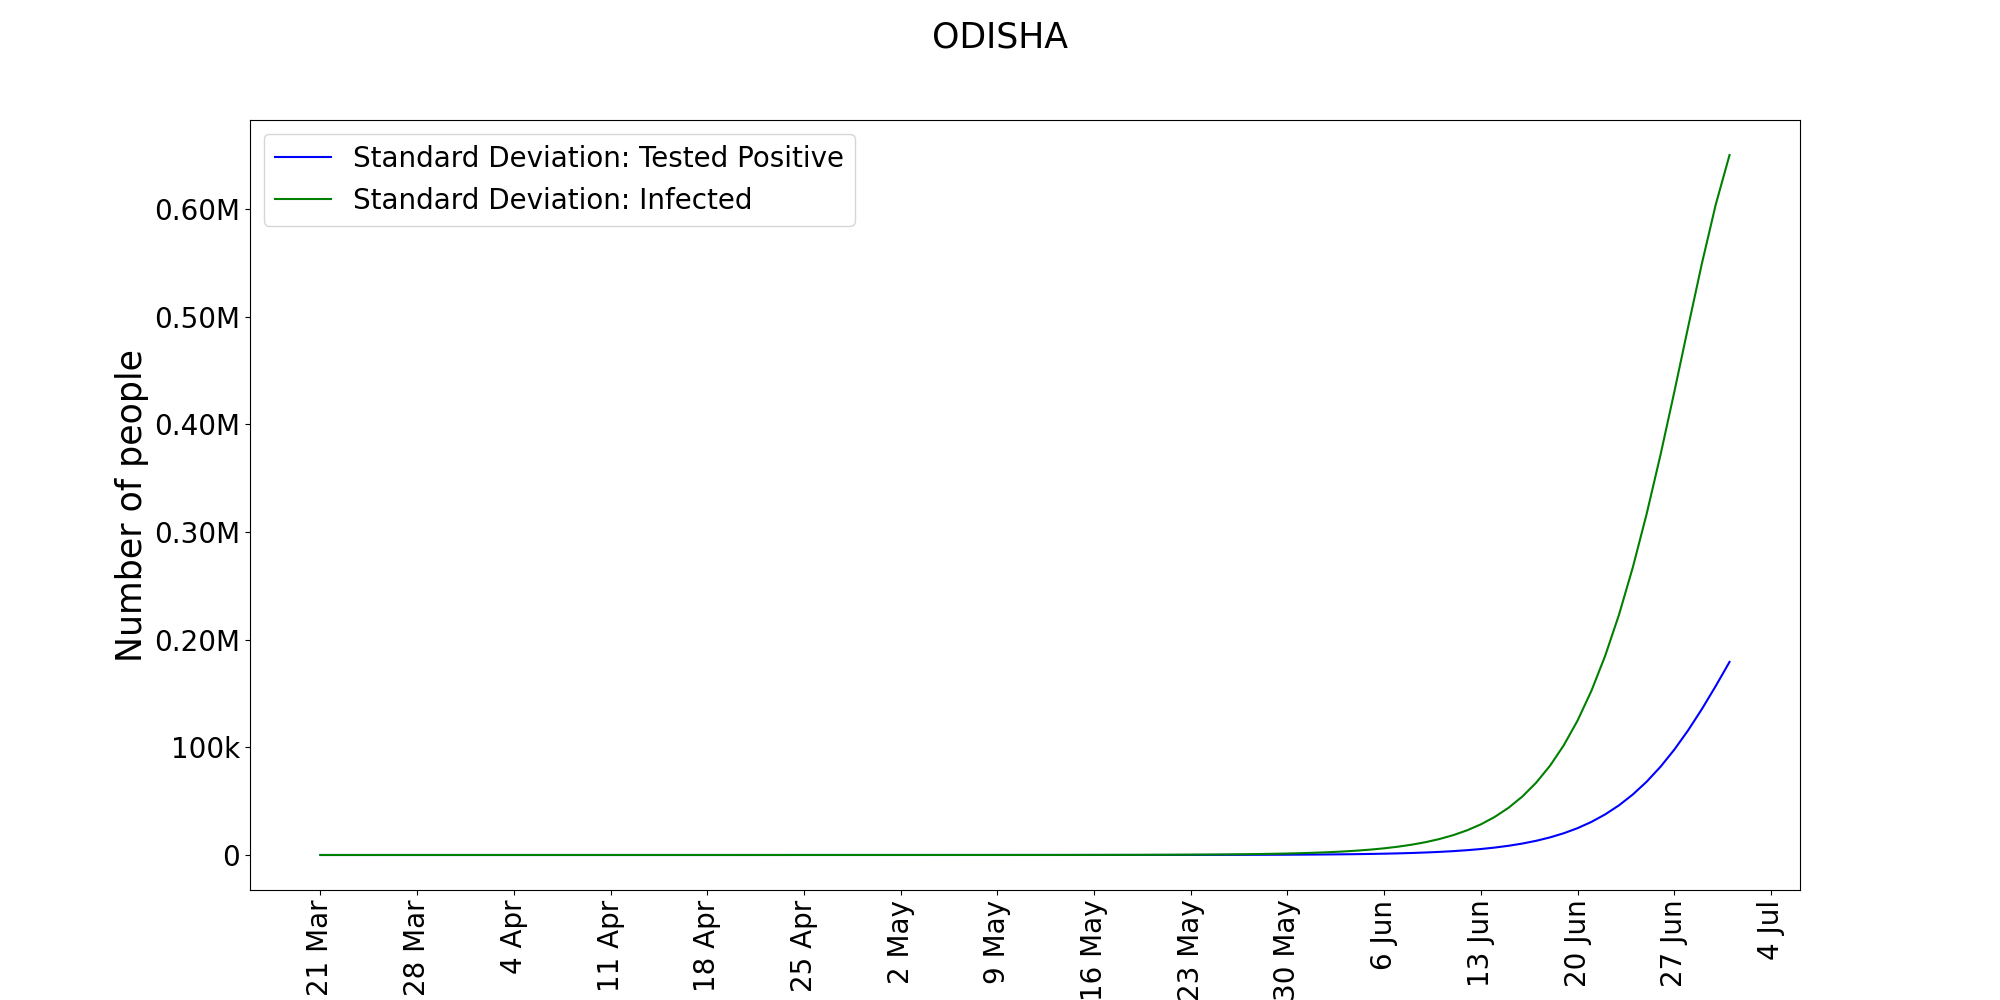 ODISHA
Standard Deviation: Tested Positive
Standard Deviation: Infected
Number of people
0.60M
0.50M
0.40M
0.30M
0.20M
100k
0
21 Mar
28 Mar
4 Apr
11 Apr
18 Apr
25 Apr
2 May
9 May
16 May
23 May
30 May
6 Jun
13 Jun
20 Jun
27 Jun
4 Jul